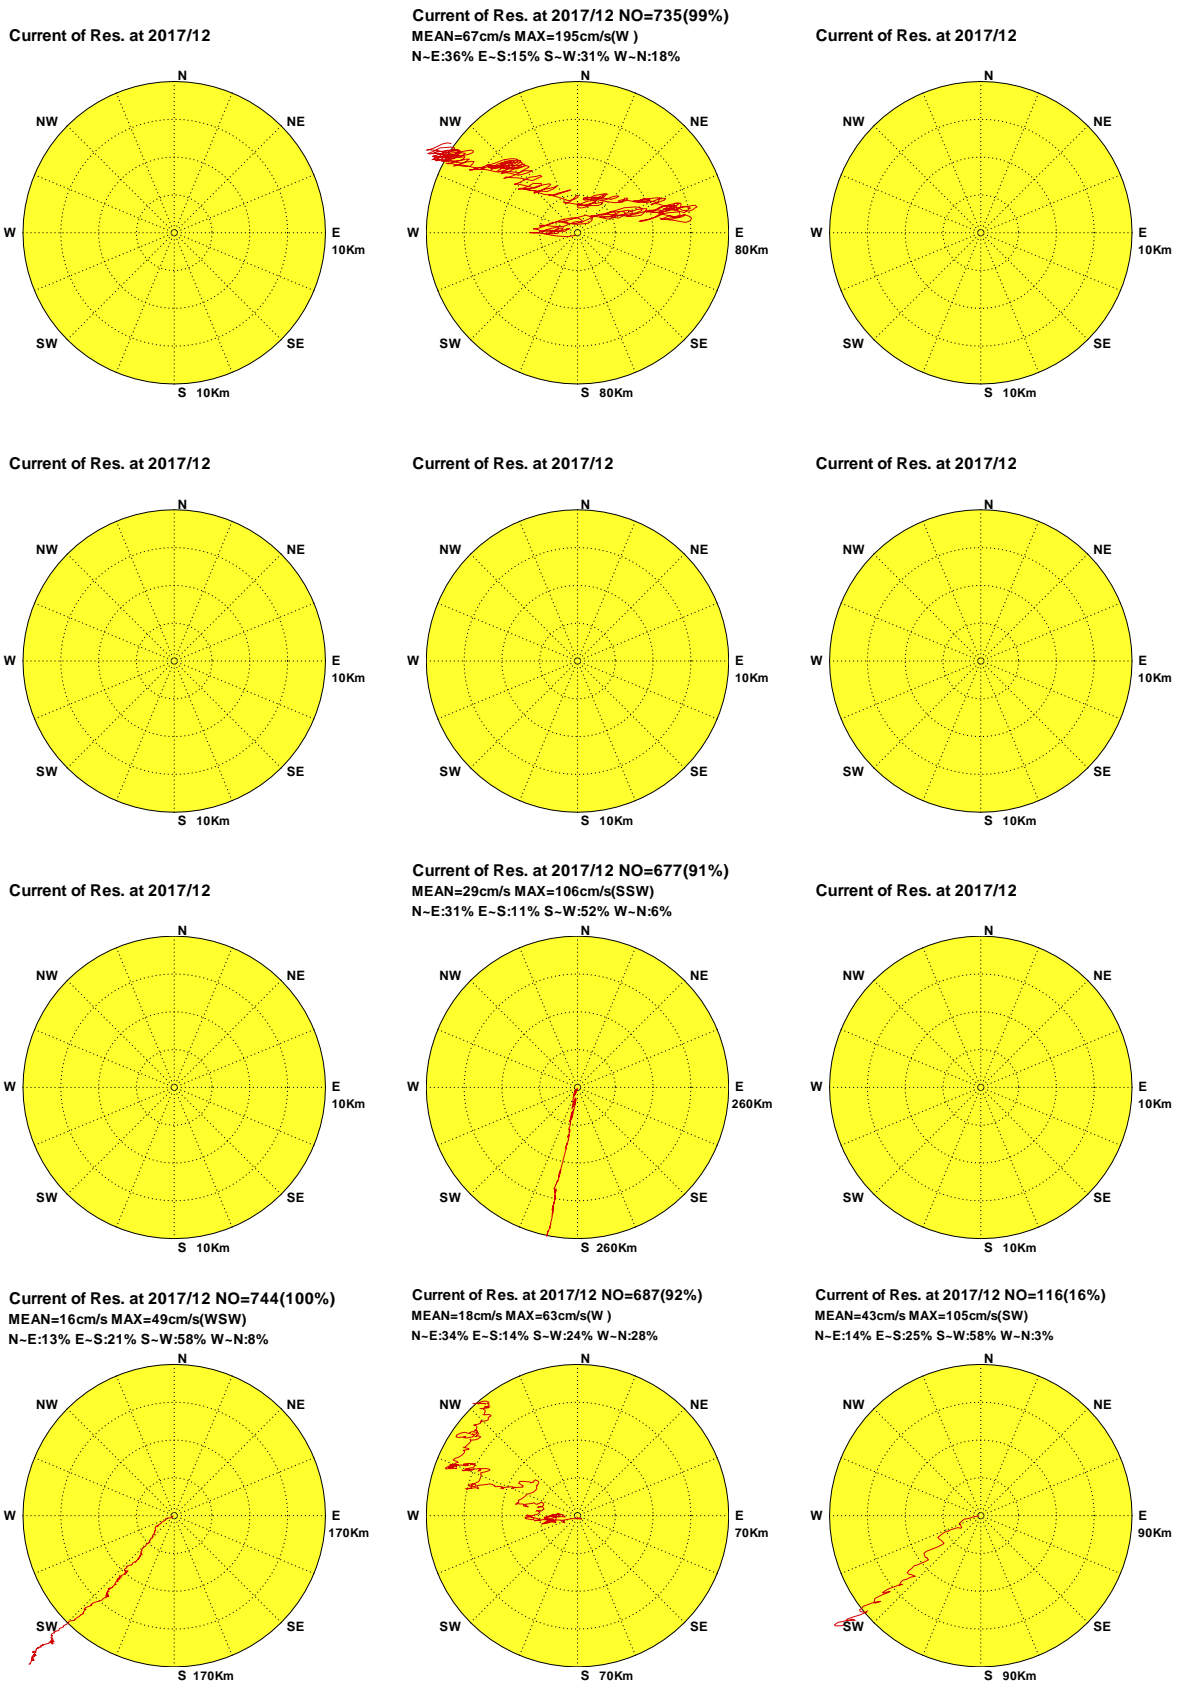 Current of Res. at 2017/12
N
NW
NE
W
E
10Km
SW
SE
S 10Km
Current of Res. at 2017/12 NO=735(99%)
MEAN=67cm/s MAX=195cm/s(W )
N~E:36% E~S:15% S~W:31% W~N:18%
N
NW
NE
W
E
80Km
SW
SE
S 80Km
Current of Res. at 2017/12
N
NW
NE
W
E
10Km
SW
SE
S 10Km
Current of Res. at 2017/12
N
NW
NE
W
E
10Km
SW
SE
S 10Km
Current of Res. at 2017/12
N
NW
NE
W
E
10Km
SW
SE
S 10Km
Current of Res. at 2017/12
N
NW
NE
W
E
10Km
SW
SE
S 10Km
Current of Res. at 2017/12
N
NW
NE
W
E
10Km
SW
SE
S 10Km
Current of Res. at 2017/12 NO=677(91%)
MEAN=29cm/s MAX=106cm/s(SSW)
N~E:31% E~S:11% S~W:52% W~N:6%
N
NW
NE
W
E
260Km
SW
SE
S 260Km
Current of Res. at 2017/12
N
NW
NE
W
E
10Km
SW
SE
S 10Km
Current of Res. at 2017/12 NO=744(100%)
MEAN=16cm/s MAX=49cm/s(WSW)
N~E:13% E~S:21% S~W:58% W~N:8%
N
NW
NE
W
E
170Km
SW
SE
S 170Km
Current of Res. at 2017/12 NO=687(92%)
MEAN=18cm/s MAX=63cm/s(W )
N~E:34% E~S:14% S~W:24% W~N:28%
N
NW
NE
W
E
70Km
SW
SE
S 70Km
Current of Res. at 2017/12 NO=116(16%)
MEAN=43cm/s MAX=105cm/s(SW)
N~E:14% E~S:25% S~W:58% W~N:3%
N
NW
NE
W
E
90Km
SW
SE
S 90Km